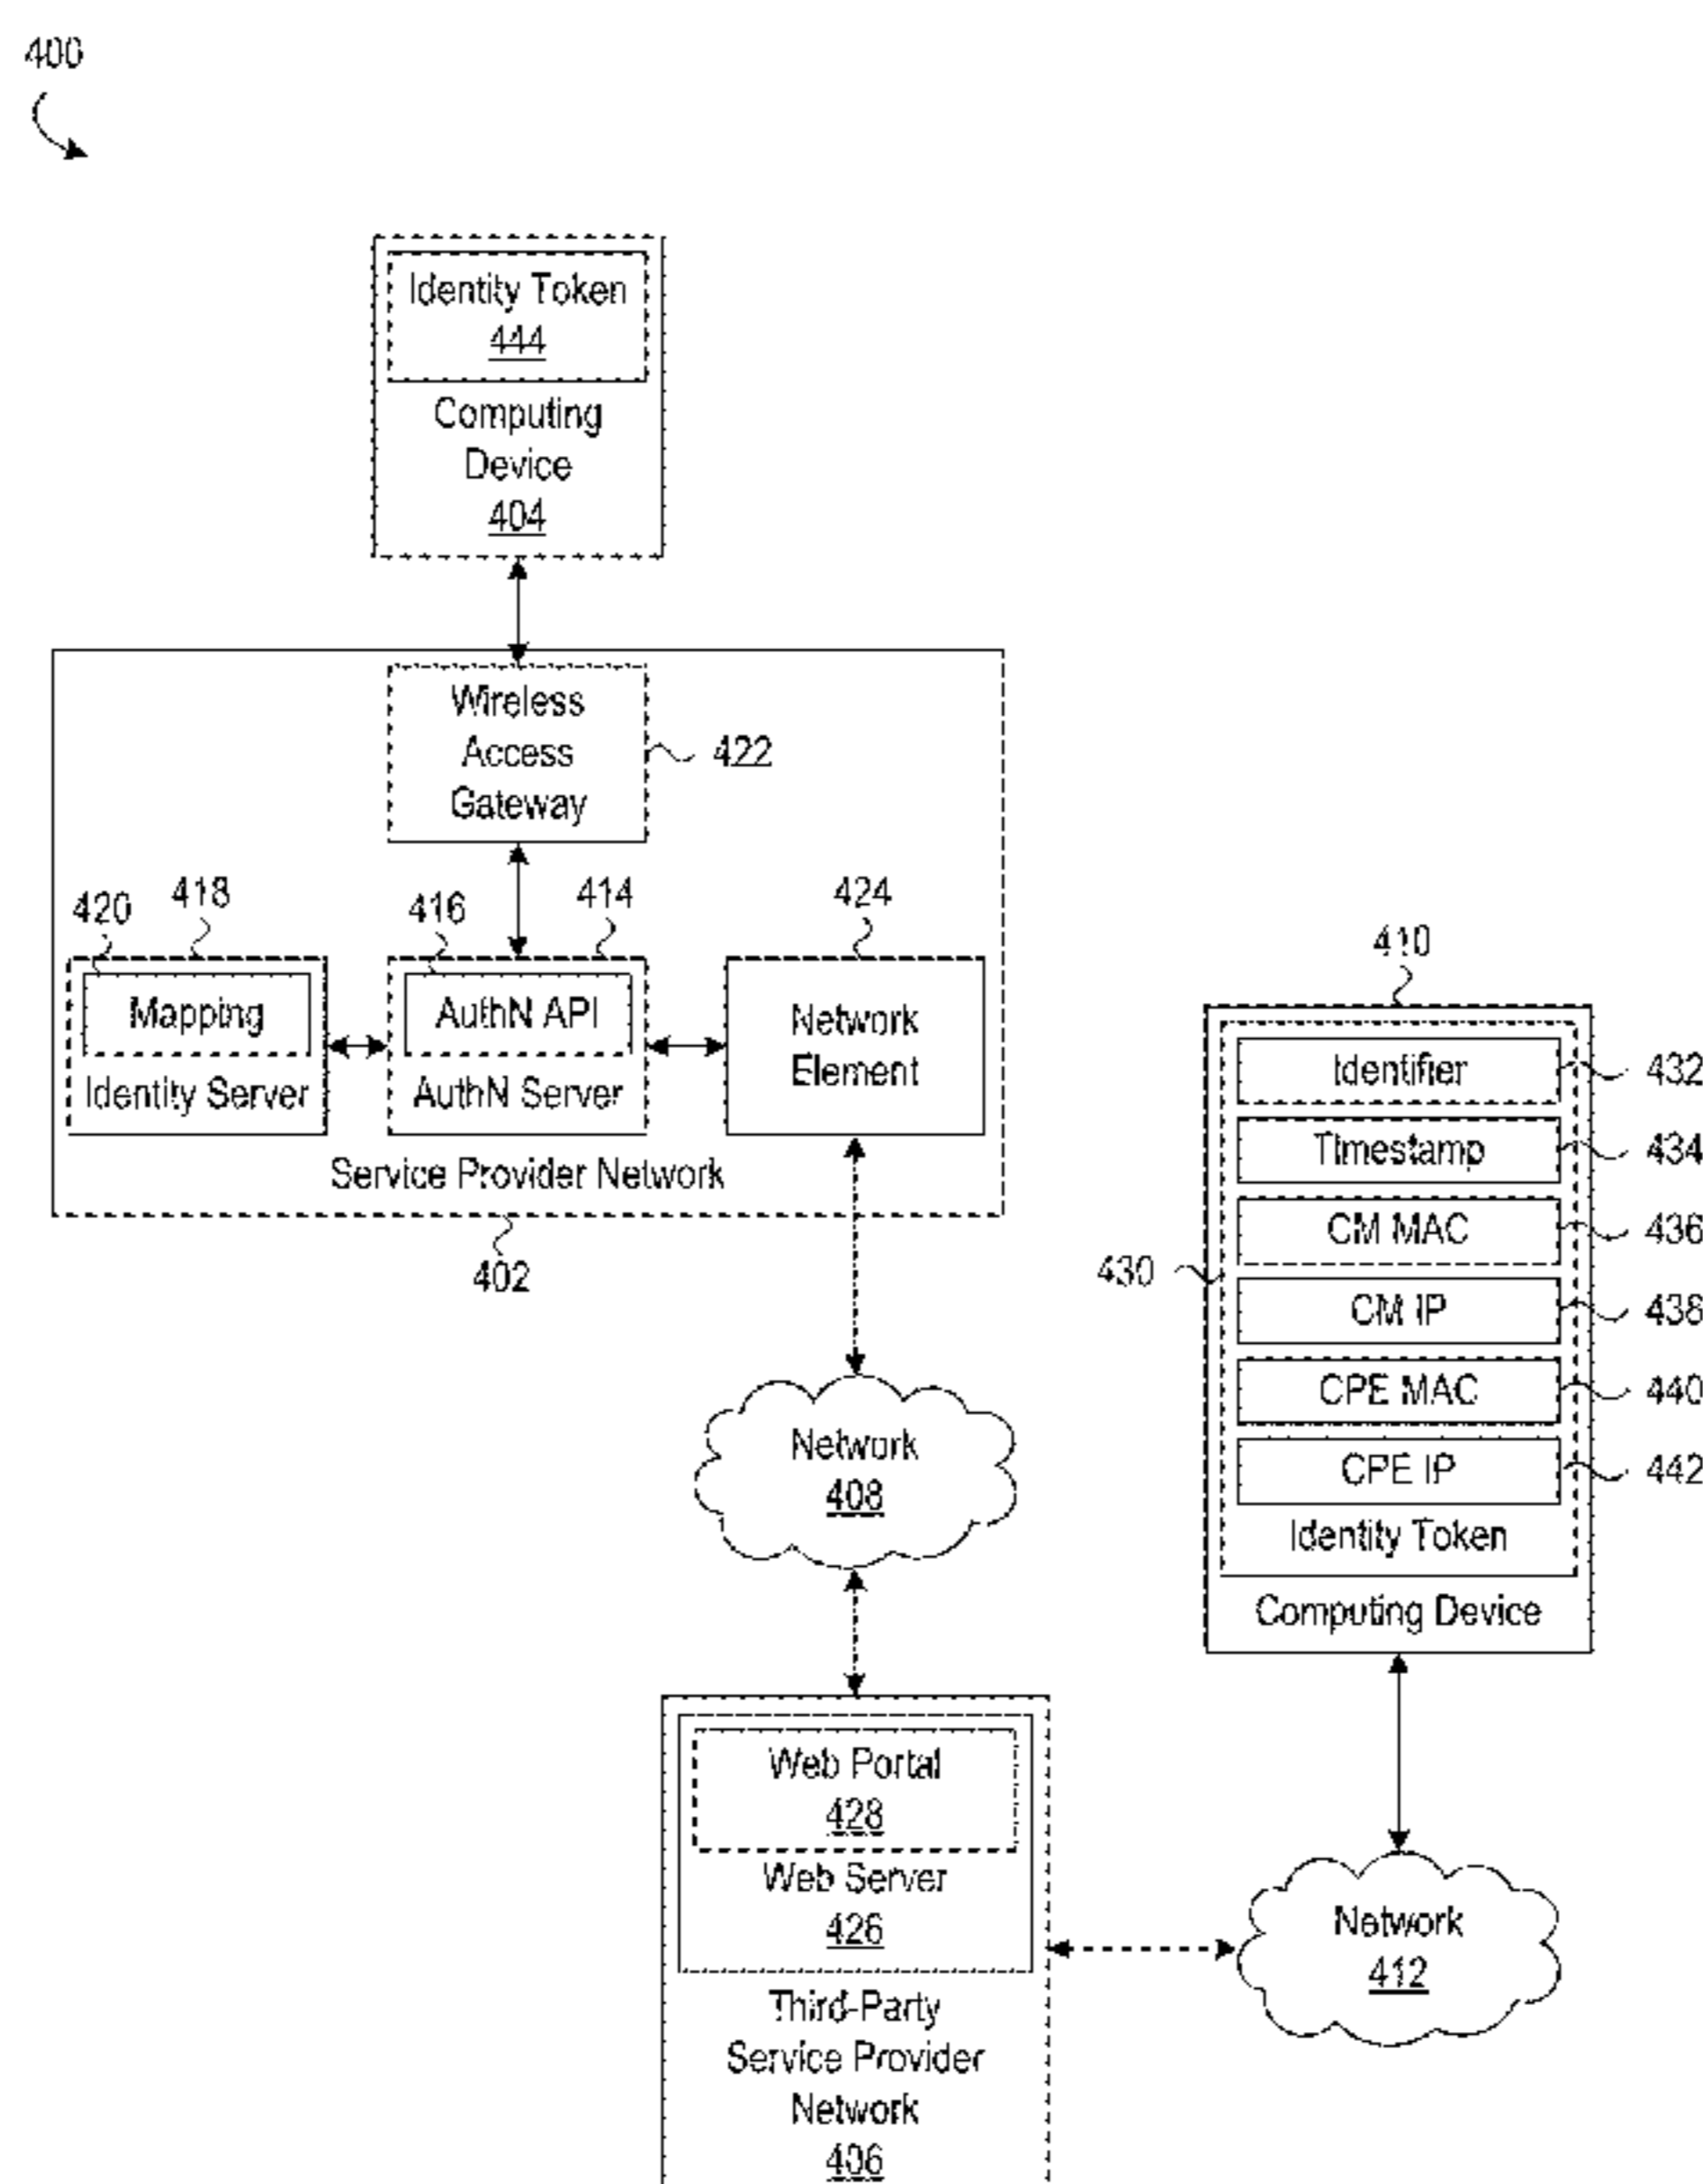 400
Identity Token
444
Computing
Device
404
Wireless
Access
Gateway
422
420
418
416
414
424
Mapping
Identity Server
AuthN API
AuthN Server
Network
Element
Service Provider Network
402
410
Identifier
432
Timestamp
434
CM MAC
436
430
CM IP
438
CPE MAC
440
CPE IP
442
Identity Token
Computing Device
Network
408
Web Portal
428
Web Server
426
Third-Party
Service Provider
Network
406
Network
412